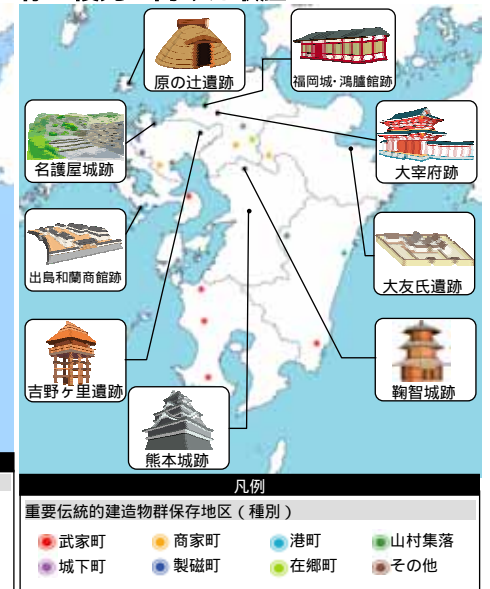 原の辻遺跡
福岡城・鴻臚館跡
名護屋城跡
大宰府跡
出島和蘭商館跡
大友氏遺跡
吉野ヶ里遺跡
鞠智城跡
熊本城跡
凡例
重要伝統的建造物群保存地区（種別）
武家町 商家町 港町 山村集落
城下町 製磁町 在郷町 その他